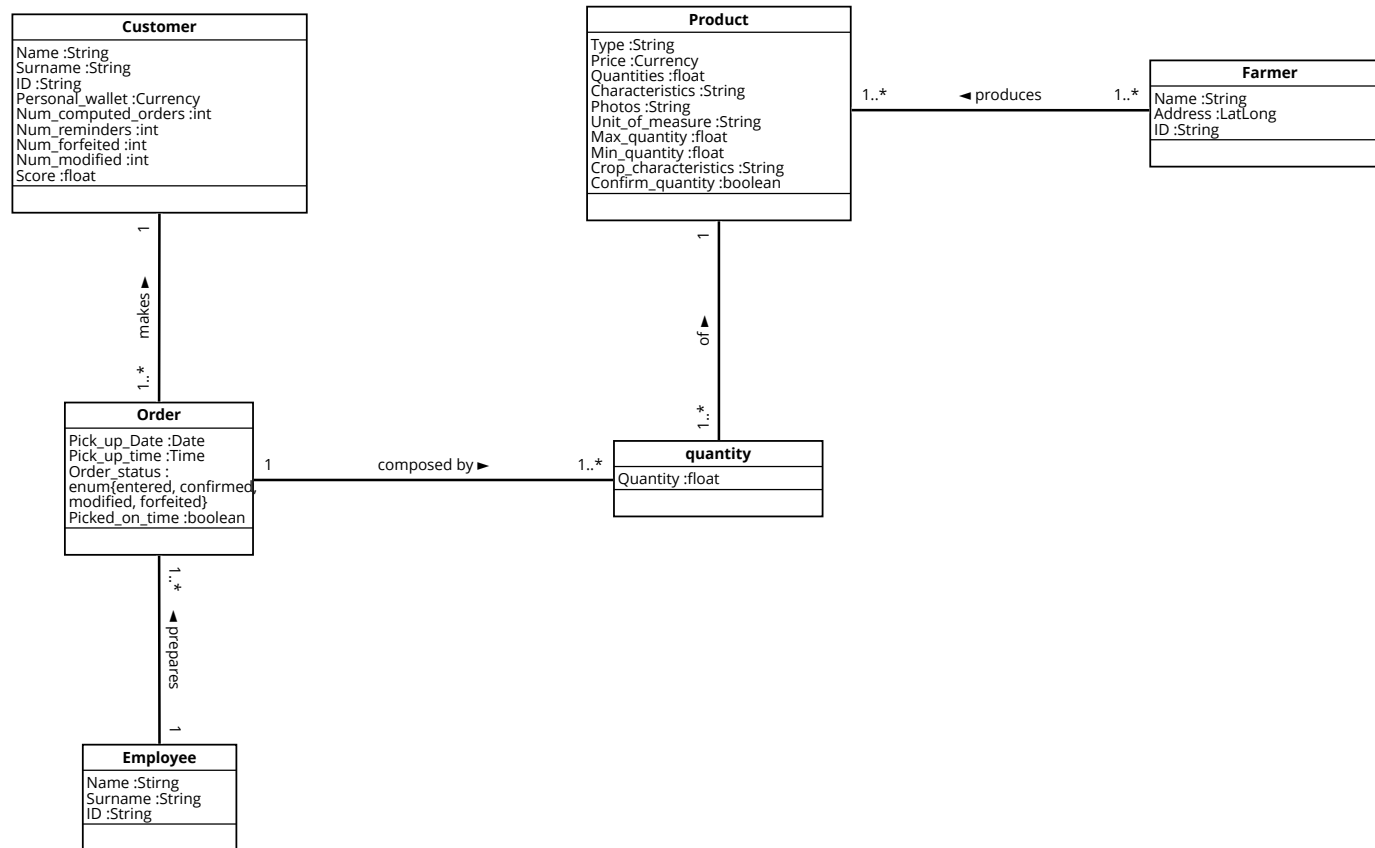 Customer
Name :String
Surname :String
ID :String
Personal_wallet :Currency
Num_computed_orders :int
Num_reminders :int
Num_forfeited :int
Num_modified :int
Score :float
Product
Type :String
Price :Currency
Quantities :float
Characteristics :String
Photos :String
Unit_of_measure :String
Max_quantity :float
Min_quantity :float
Crop_characteristics :String
Confirm_quantity :boolean
1..* ◄ produces 1..*
Farmer
Name :String
Address :LatLong
ID :String
1
makes ►
1..*
1
of ►
1..*
Order
Pick_up_Date :Date
Pick_up_time :Time
Order_status :
enum{entered, confirmed,
modified, forfeited}
Picked_on_time :boolean
1 composed by ► 1..*
quantity
Quantity :float
1..*
◄ prepares
1
Employee
Name :Stirng
Surname :String
ID :String